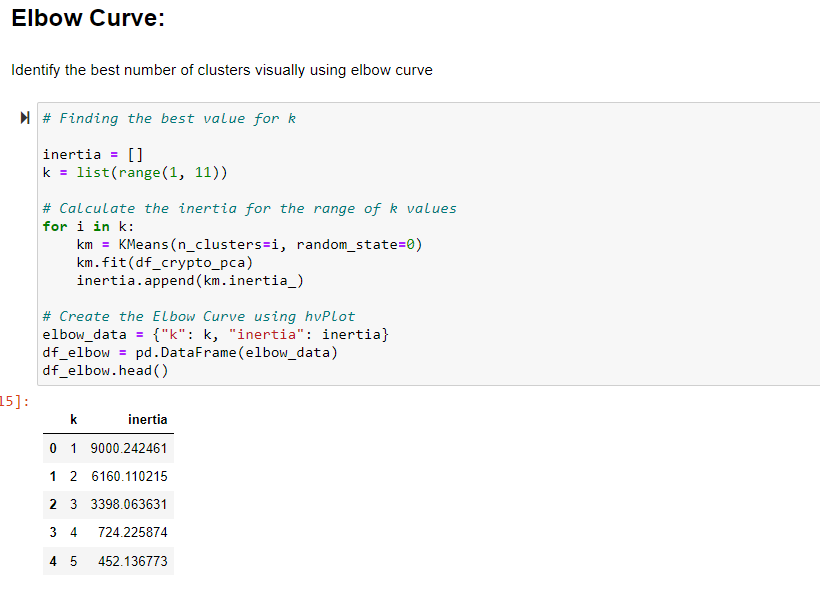 Elbow Curve:
Identify the best number of clusters visually using elbow curve
# Finding the best value for k
inertia = []
k = list(range(1, 11))
# Calculate the inertia for the range of k values
for i in k:
    km = KMeans(n_clusters=i, random_state=0)
    km.fit(df_crypto_pca)
    inertia.append(km.inertia_)
# Create the Elbow Curve using hvPlot
elbow_data = {"k": k, "inertia": inertia}
df_elbow = pd.DataFrame(elbow_data)
df_elbow.head()
15]:
k inertia
0 1 9000.242461
1 2 6160.110215
2 3 3398.063631
3 4 724.225874
4 5 452.136773